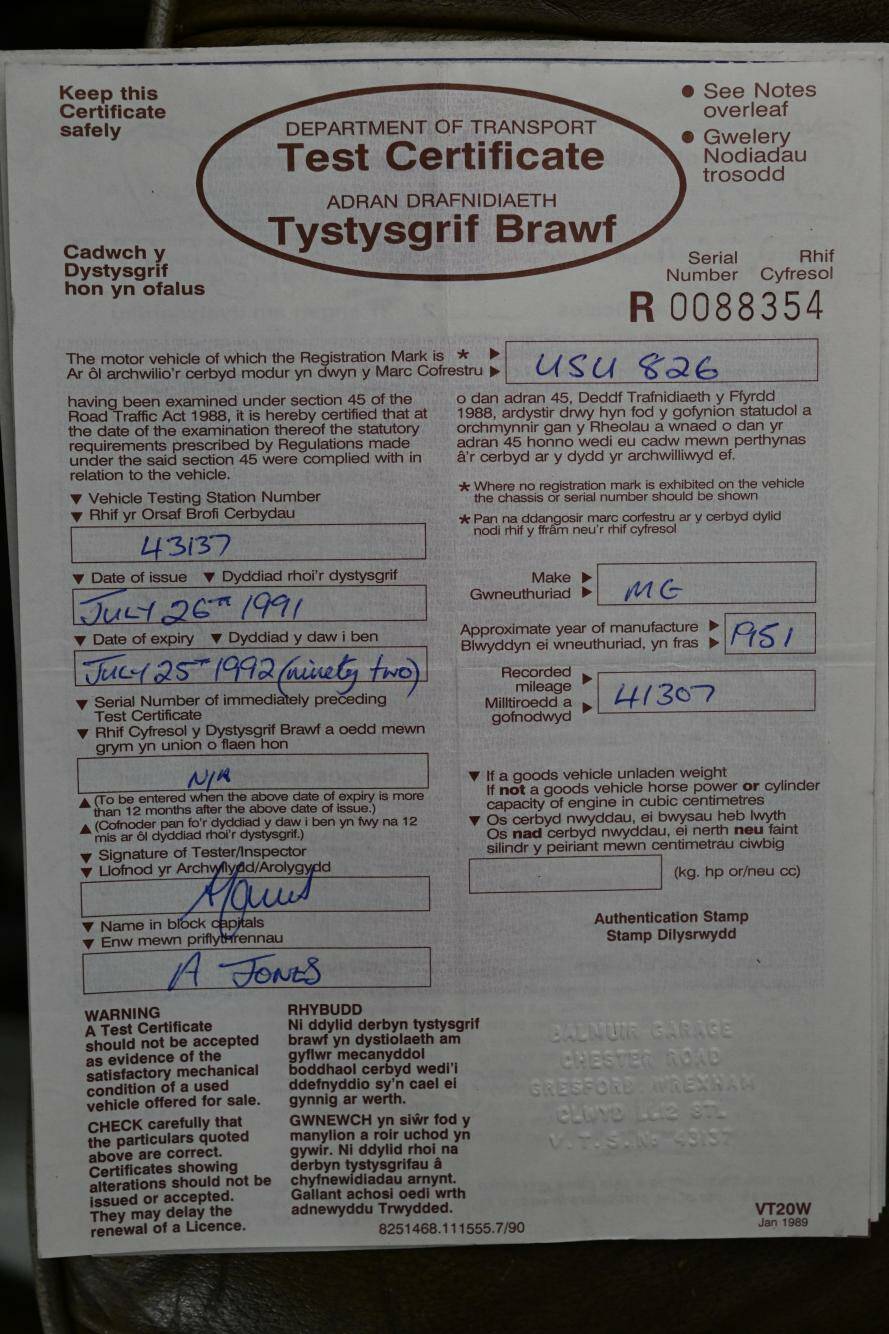 Keep this
Certificate
safely
DEPARTMENT OF TRANSPORT
Test Certificate
ADRAN DRAFNIDIAETH
Tystysgrif Brawf
● See Notes
overleaf
● Gwelery
Nodiadau
trosodd
Cadwch y
Dystysgrif
hon yn ofalus
Serial Number Rhif Cyfresol
R 0088354
The motor vehicle of which the Registration Mark is * ▶
Ar ôl archwilio'r cerbyd modur yn dwyn y Marc Cofrestru ▶
USU 826
having been examined under section 45 of the
Road Traffic Act 1988, it is hereby certified that at
the date of the examination thereof the statutory
requirements prescribed by Regulations made
under the said section 45 were complied with in
relation to the vehicle.
o dan adran 45, Deddf Trafnidiaeth y Ffyrdd
1988, ardystir drwy hyn fod y gofynion statudol a
orchmynnir gan y Rheolau a wnaed o dan yr
adran 45 honno wedi eu cadw mewn perthynas
â'r cerbyd ar y dydd yr archwiliwyd ef.
▼ Vehicle Testing Station Number
▼ Rhif yr Orsaf Brofi Cerbydau
43137
* Where no registration mark is exhibited on the vehicle
the chassis or serial number should be shown
* Pan na ddangosir marc corfestru ar y cerbyd dylid
nodi rhif y ffrâm neu'r rhif cyfresol
▼ Date of issue ▼ Dyddiad rhoi'r dystysgrif
JULY 26TH 1991
▼ Date of expiry ▼ Dyddiad y daw i ben
JULY 25TH 1992 (ninety two)
▼ Serial Number of immediately preceding
Test Certificate
▼ Rhif Cyfresol y Dystysgrif Brawf a oedd mewn
grym yn union o flaen hon
N/A
▲ (To be entered when the above date of expiry is more
than 12 months after the above date of issue.)
▲ (Cofnoder pan fo'r dyddiad y daw i ben yn fwy na 12
mis ar ôl dyddiad rhoi'r dystysgrif.)
▼ Signature of Tester/Inspector
▼ Llofnod yr Archwilydd/Arolygydd
AJones
▼ Name in block capitals
▼ Enw mewn priflythrennau
A JONES
Make ▶
Gwneuthuriad ▶
MG
Approximate year of manufacture ▶
Blwyddyn ei wneuthuriad, yn fras ▶
1951
Recorded
mileage ▶
Milltiroedd a
gofnodwyd ▶
41307
▼ If a goods vehicle unladen weight
If not a goods vehicle horse power or cylinder
capacity of engine in cubic centimetres
▼ Os cerbyd nwyddau, ei bwysau heb lwyth
Os nad cerbyd nwyddau, ei nerth neu faint
silindr y peiriant mewn centimetrau ciwbig
(kg. hp or/neu cc)
Authentication Stamp
Stamp Dilysrwydd
BALMUIR GARAGE
CHESTER ROAD
GRESFORD WREXHAM
CLWYD LL12 8TL
V.T.S.No 43137
WARNING
A Test Certificate
should not be accepted
as evidence of the
satisfactory mechanical
condition of a used
vehicle offered for sale.
CHECK carefully that
the particulars quoted
above are correct.
Certificates showing
alterations should not be
issued or accepted.
They may delay the
renewal of a Licence.
RHYBUDD
Ni ddylid derbyn tystysgrif
brawf yn dystiolaeth am
gyflwr mecanyddol
boddhaol cerbyd wedi'i
ddefnyddio sy'n cael ei
gynnig ar werth.
GWNEWCH yn siŵr fod y
manylion a roir uchod yn
gywir. Ni ddylid rhoi na
derbyn tystysgrifau â
chyfnewidiadau arnynt.
Gallant achosi oedi wrth
adnewyddu Trwydded.
8251468.111555.7/90
VT20W
Jan 1989